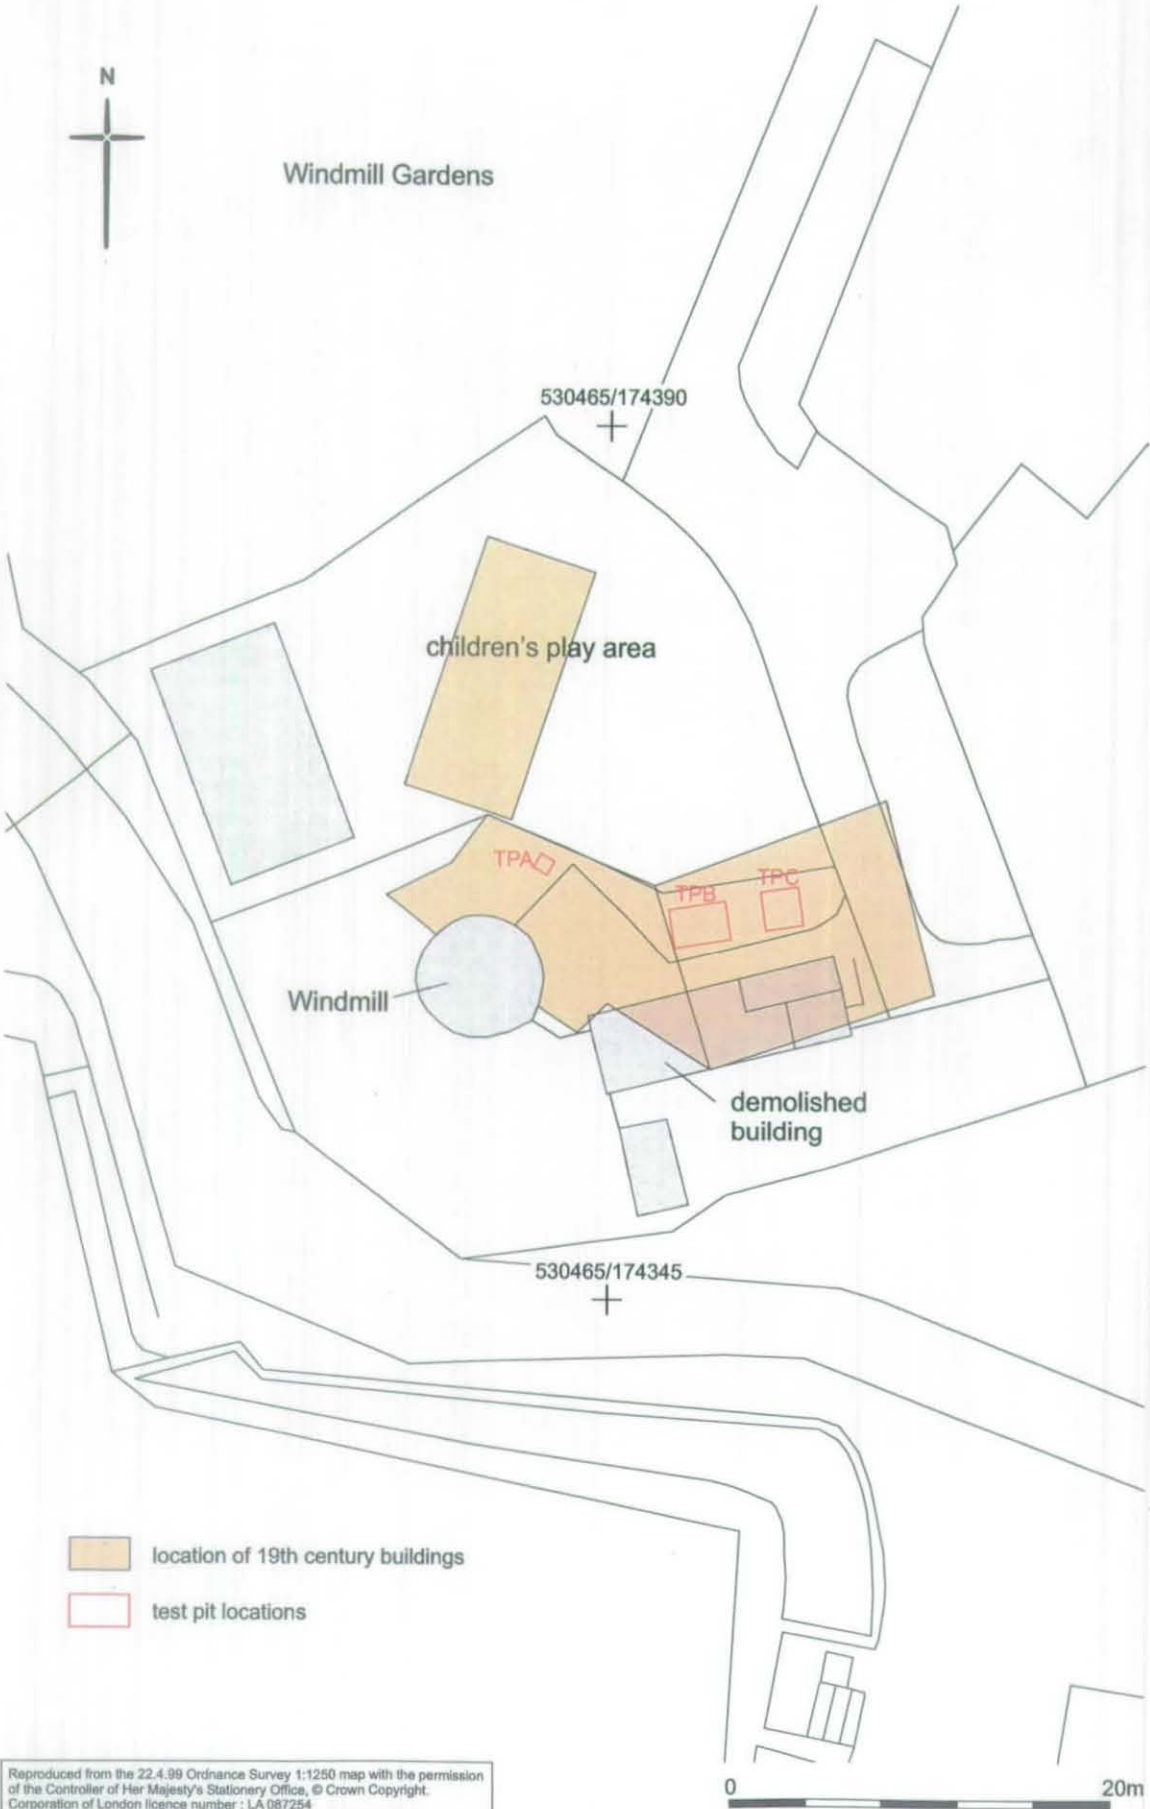 N
Windmill Gardens
530465/174390
children's play area
TPA
TPB
TPC
Windmill
demolished
building
530465/174345
location of 19th century buildings
test pit locations
Reproduced from the 22.4.99 Ordnance Survey 1:1250 map with the permission
of the Controller of Her Majesty's Stationery Office, © Crown Copyright.
Corporation of London licence number : LA 087254
0
20m